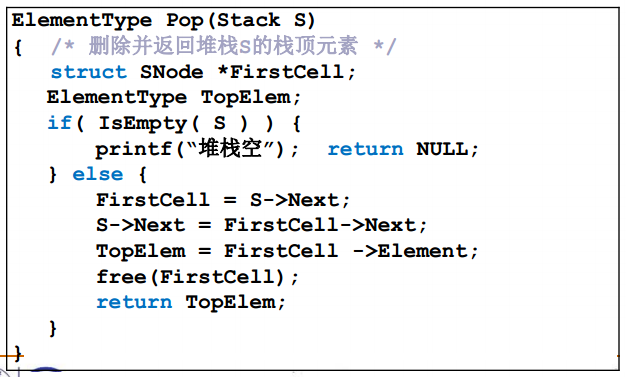 ElementType Pop(Stack S)
{  /* 删除并返回堆栈S的栈顶元素 */
   struct SNode *FirstCell;
   ElementType TopElem;
   if( IsEmpty( S ) ) {
      printf(“堆栈空”);  return NULL;
   } else {
      FirstCell = S->Next;
      S->Next = FirstCell->Next;
      TopElem = FirstCell ->Element;
      free(FirstCell);
      return TopElem;
   }
}